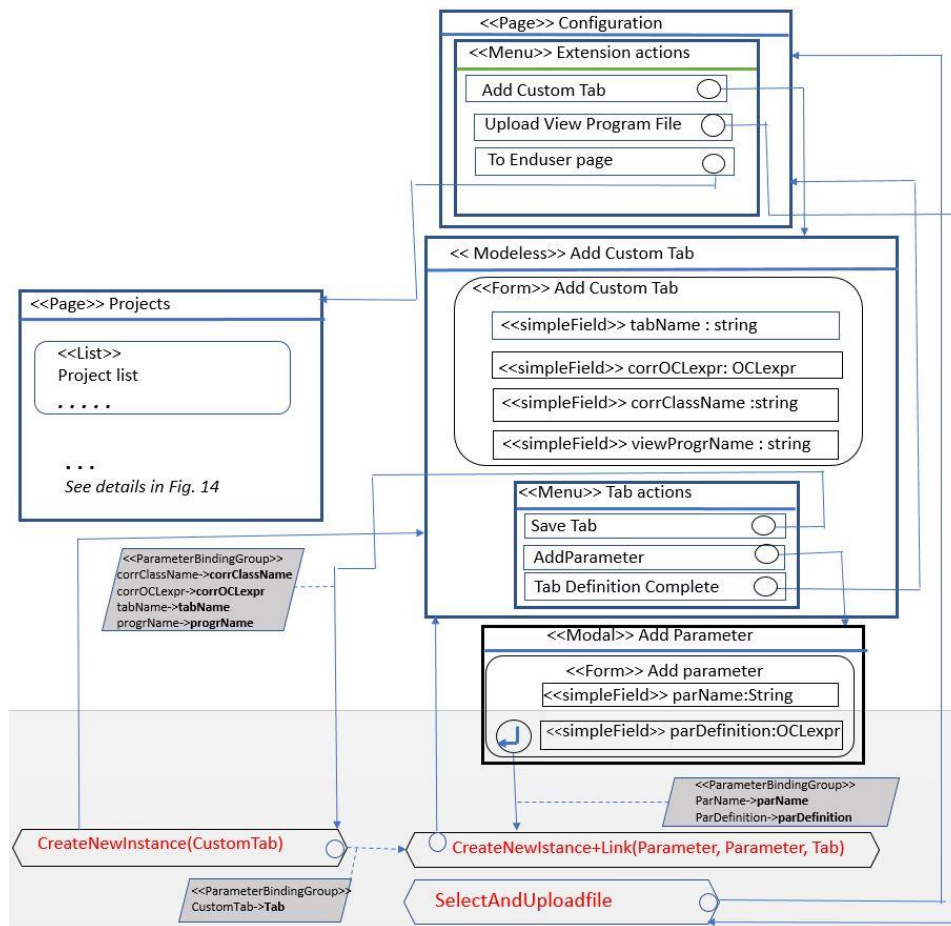 <<Page>> Configuration
<<Menu>> Extension actions
Add Custom Tab
Upload View Program File
To Enduser page
<< Modeless>> Add Custom Tab
<<Form>> Add Custom Tab
<<simpleField>> tabName : string
<<simpleField>> corrOCLexpr: OCLexpr
<<simpleField>> corrClassName :string
<<simpleField>> viewProgrName : string
<<Menu>> Tab actions
Save Tab
AddParameter
Tab Definition Complete
<<Page>> Projects
<<List>>
Project list
. . . . .
. . .
See details in Fig. 14
<<ParameterBindingGroup>>
corrClassName->corrClassName
corrOCLexpr->corrOCLexpr
tabName->tabName
progrName->progrName
<<Modal>> Add Parameter
<<Form>> Add parameter
<<simpleField>> parName:String
<<simpleField>> parDefinition:OCLexpr
<<ParameterBindingGroup>>
ParName->parName
ParDefinition->parDefinition
CreateNewInstance(CustomTab)
CreateNewIstance+Link(Parameter, Parameter, Tab)
<<ParameterBindingGroup>>
CustomTab->Tab
SelectAndUploadfile